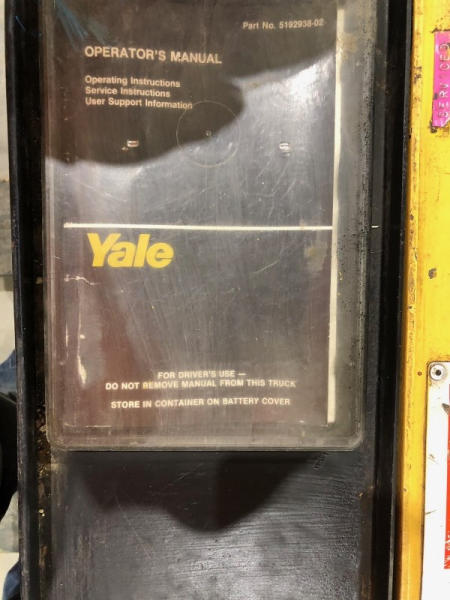 Part No. 5192938-02
OPERATOR'S MANUAL
Operating Instructions
Service Instructions
User Support Information
Yale
FOR DRIVER'S USE —
DO NOT REMOVE MANUAL FROM THIS TRUCK
STORE IN CONTAINER ON BATTERY COVER